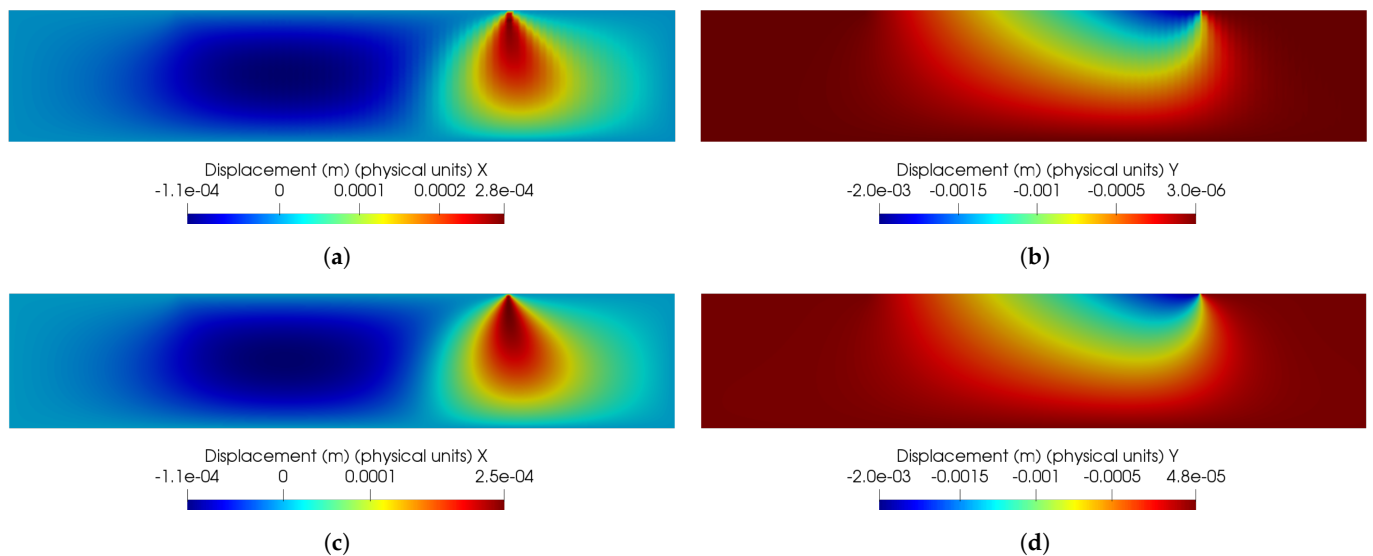 Displacement (m) (physical units) X
-1.1e-04 0 0.0001 0.0002 2.8e-04
(a)
Displacement (m) (physical units) Y
-2.0e-03 -0.0015 -0.001 -0.0005 3.0e-06
(b)
Displacement (m) (physical units) X
-1.1e-04 0 0.0001 2.5e-04
(c)
Displacement (m) (physical units) Y
-2.0e-03 -0.0015 -0.001 -0.0005 4.8e-05
(d)